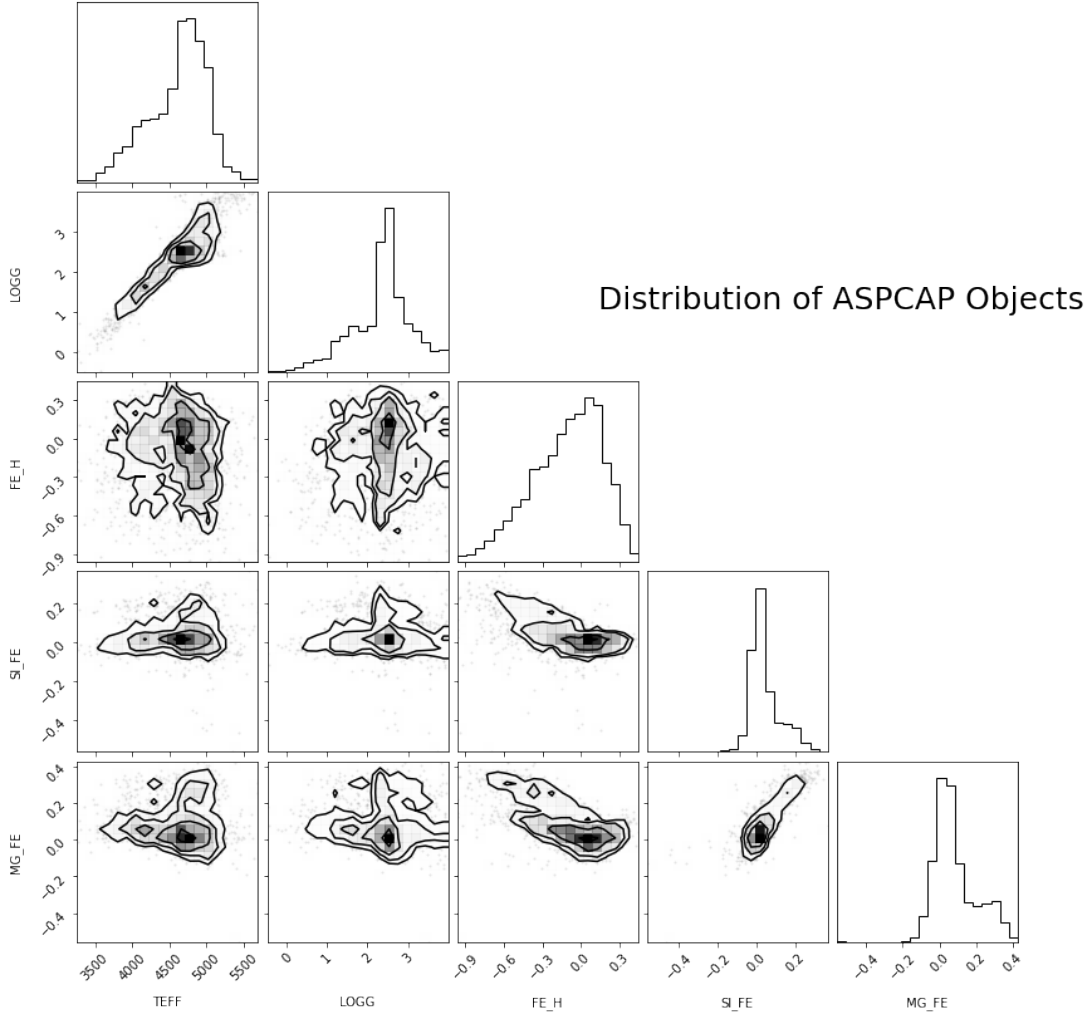 LOGG
3
2
1
0
Distribution of ASPCAP Objects
FE_H
0.3
0.0
−0.3
−0.6
−0.9
SI_FE
0.2
0.0
−0.2
−0.4
MG_FE
0.4
0.2
0.0
−0.2
−0.4
3500 4000 4500 5000 5500 0 1 2 3 −0.9 −0.6 −0.3 0.0 0.3 −0.4 −0.2 0.0 0.2 −0.4 −0.2 0.0 0.2 0.4
TEFF LOGG FE_H SI_FE MG_FE